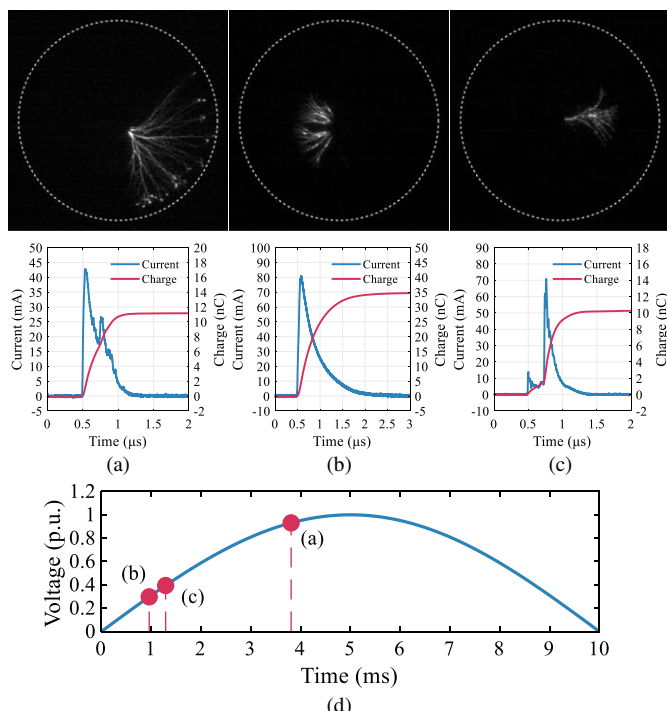 50 45 40 35 30 25 20 15 10 5 0 -5
Current (mA)
Current
Charge
20 18 16 14 12 10 8 6 4 2 0 -2
Charge (nC)
0 0.5 1 1.5 2
Time (μs)
(a)
100 90 80 70 60 50 40 30 20 10 0 -10
Current (mA)
Current
Charge
50 45 40 35 30 25 20 15 10 5 0 -5
Charge (nC)
0 0.5 1 1.5 2 2.5 3
Time (μs)
(b)
90 80 70 60 50 40 30 20 10 0 -10
Current (mA)
Current
Charge
18 16 14 12 10 8 6 4 2 0 -2
Charge (nC)
0 0.5 1 1.5 2
Time (μs)
(c)
1.2 1 0.8 0.6 0.4 0.2 0
Voltage (p.u.)
(a)
(b)
(c)
0 1 2 3 4 5 6 7 8 9 10
Time (ms)
(d)